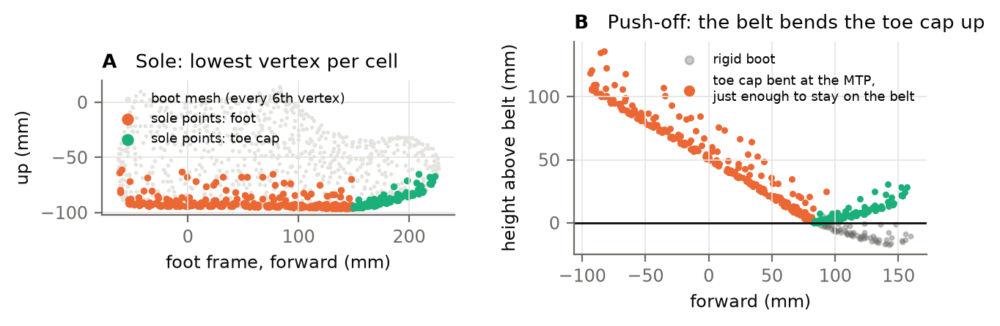 A Sole: lowest vertex per cell
boot mesh (every 6th vertex)
sole points: foot
sole points: toe cap
up (mm)
0
−50
−100
0
100
200
foot frame, forward (mm)
B Push-off: the belt bends the toe cap up
rigid boot
toe cap bent at the MTP,
just enough to stay on the belt
height above belt (mm)
100
50
0
−100
−50
0
50
100
150
forward (mm)